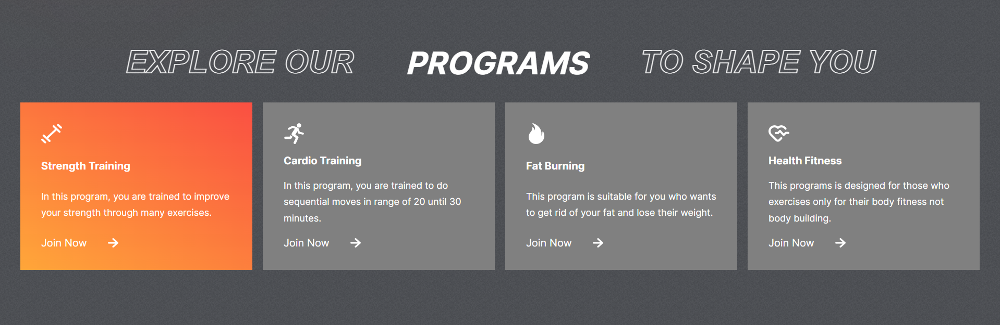 EXPLORE OUR PROGRAMS TO SHAPE YOU
Strength Training
In this program, you are trained to improve
your strength through many exercises.
Join Now
Cardio Training
In this program, you are trained to do
sequential moves in range of 20 until 30
minutes.
Join Now
Fat Burning
This program is suitable for you who wants
to get rid of your fat and lose their weight.
Join Now
Health Fitness
This programs is designed for those who
exercises only for their body fitness not
body building.
Join Now